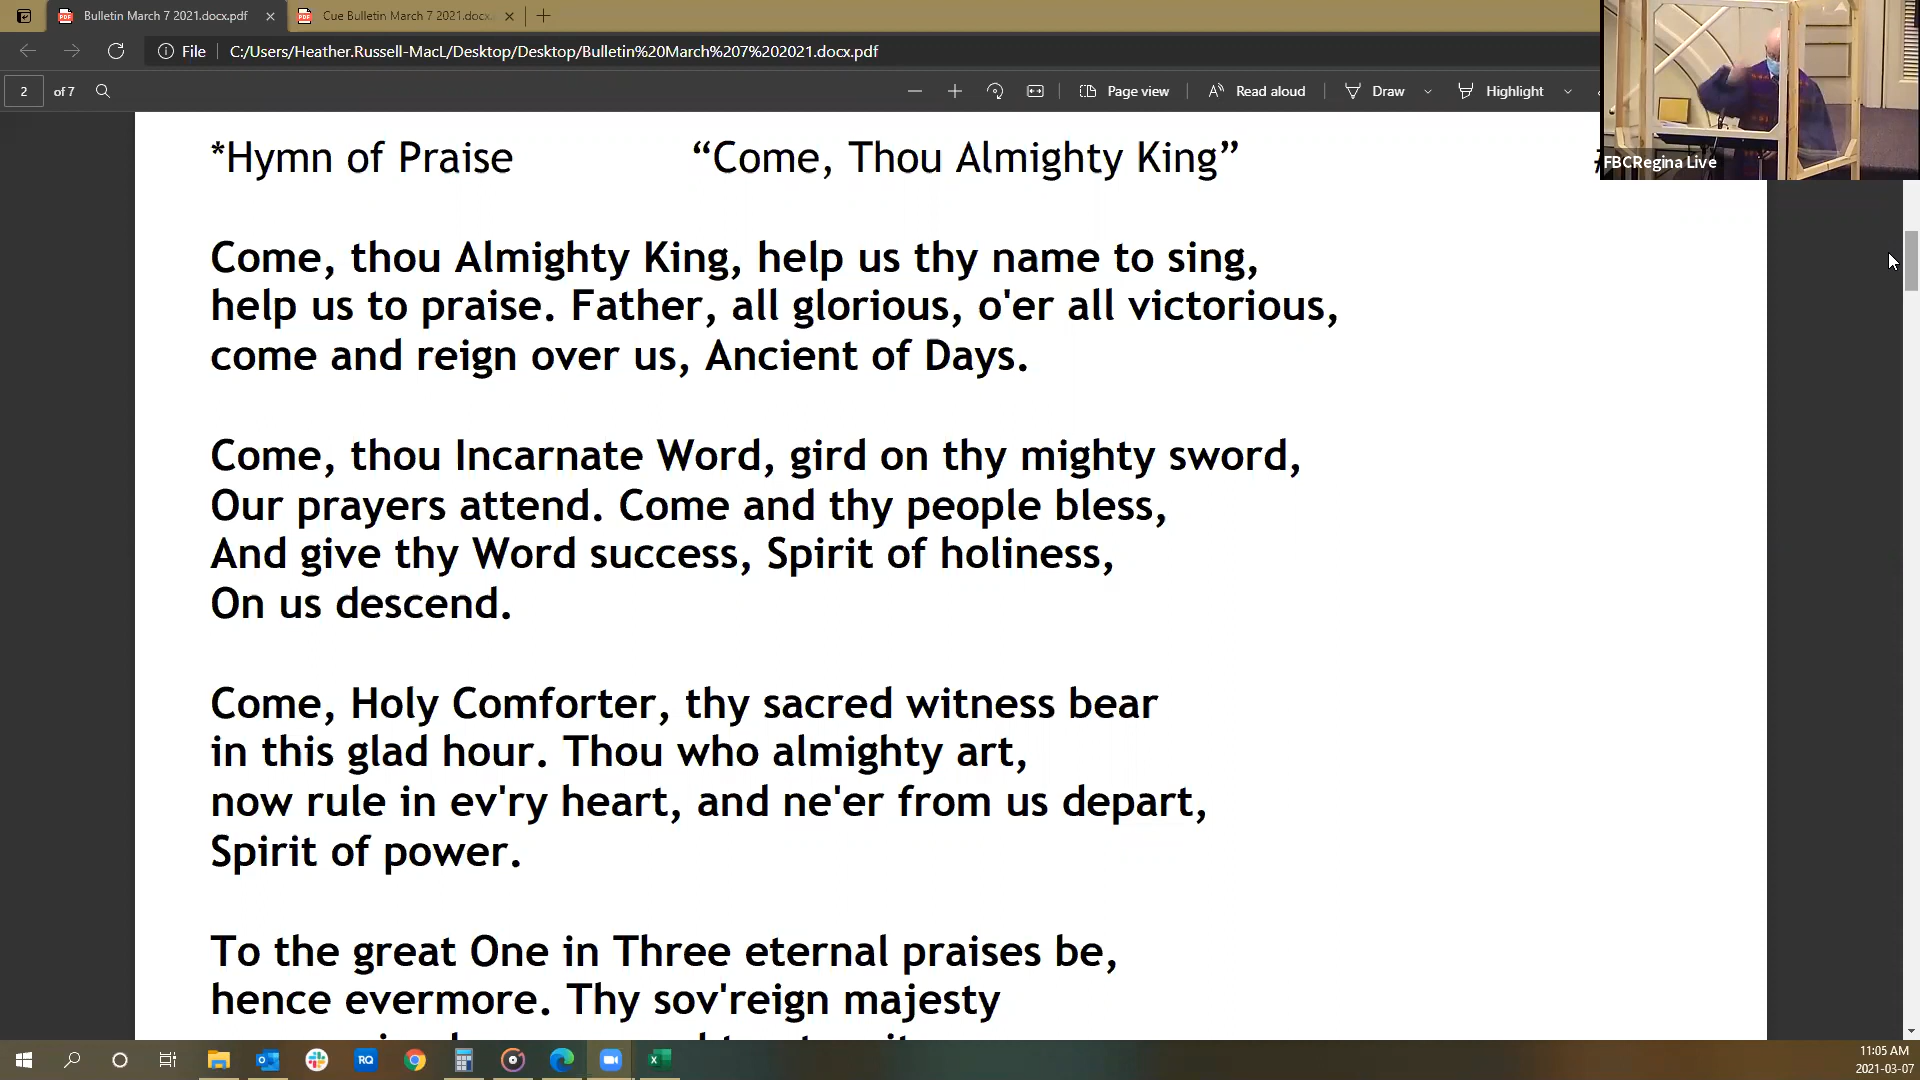 Bulletin March 7 2021.docx.pdf
Cue Bulletin March 7 2021.docx.
File
C:/Users/Heather.Russell-MacL/Desktop/Desktop/Bulletin%20March%207%202021.docx.pdf
2 of 7
Page view
Read aloud
Draw
Highlight
FBCRegina Live
*Hymn of Praise “Come, Thou Almighty King”
Come, thou Almighty King, help us thy name to sing,
help us to praise. Father, all glorious, o'er all victorious,
come and reign over us, Ancient of Days.
Come, thou Incarnate Word, gird on thy mighty sword,
Our prayers attend. Come and thy people bless,
And give thy Word success, Spirit of holiness,
On us descend.
Come, Holy Comforter, thy sacred witness bear
in this glad hour. Thou who almighty art,
now rule in ev'ry heart, and ne'er from us depart,
Spirit of power.
To the great One in Three eternal praises be,
hence evermore. Thy sov'reign majesty
RQ
11:05 AM
2021-03-07